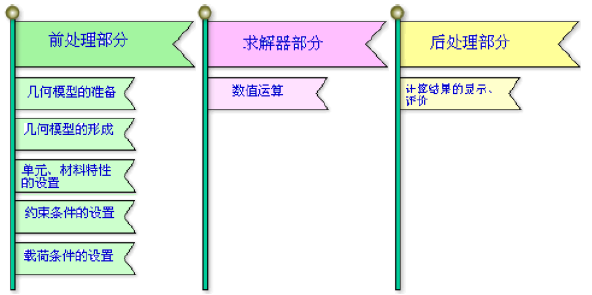 前处理部分
几何模型的准备
几何模型的形成
单元、材料特性
的设置
约束条件的设置
载荷条件的设置
求解器部分
数值运算
后处理部分
计算结果的显示、
评价